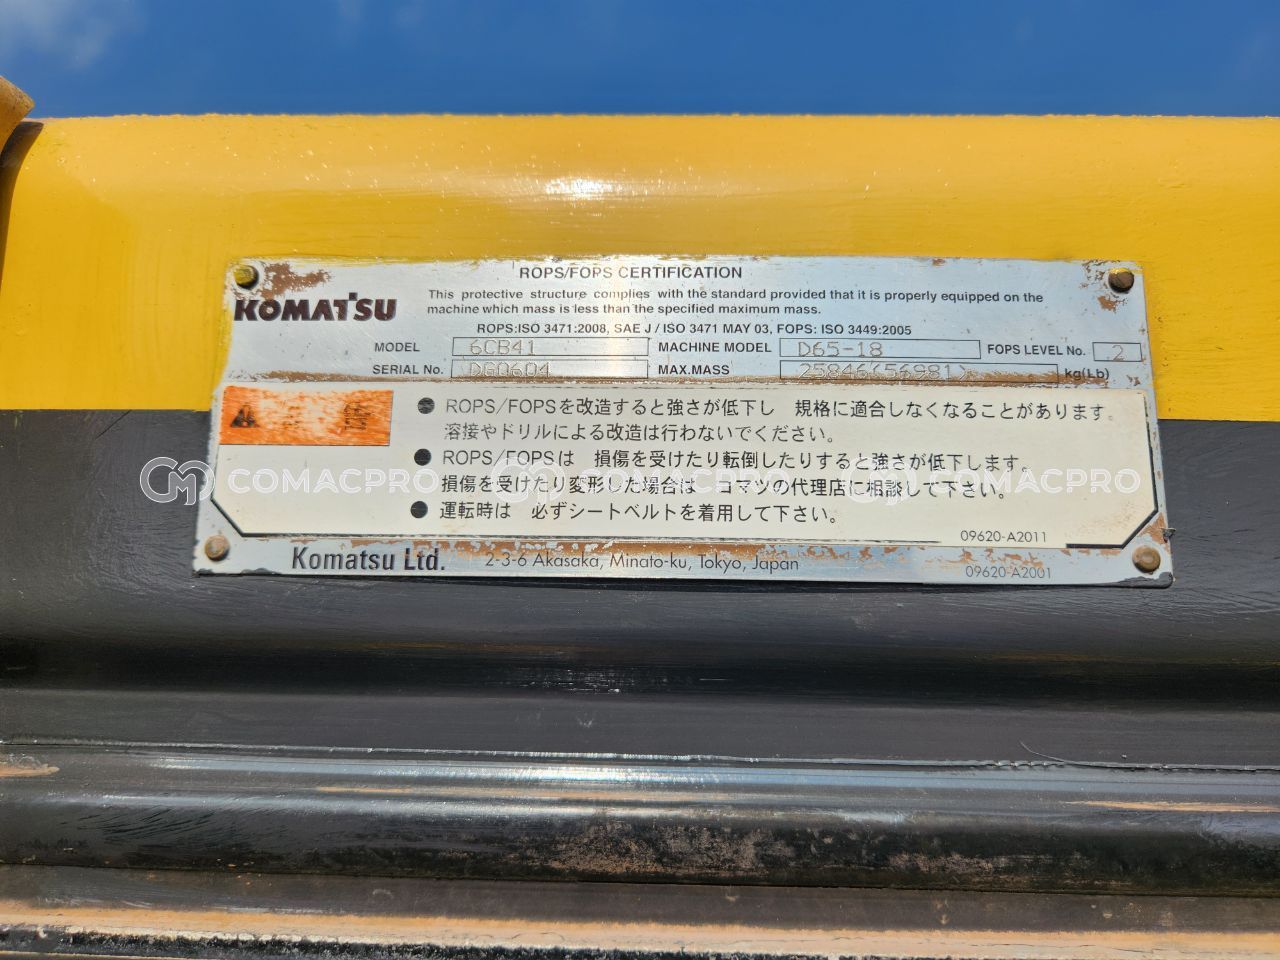 ROPS/FOPS CERTIFICATION
KOMATSU
This protective structure complies with the standard provided that it is properly equipped on the
machine which mass is less than the specified maximum mass.
ROPS:ISO 3471:2008, SAE J / ISO 3471 MAY 03, FOPS: ISO 3449:2005
MODEL 6CB41 MACHINE MODEL D65-18 FOPS LEVEL No. 2
SERIAL No. DG0604 MAX.MASS 25846(56981) kg(Lb)
● ROPS/FOPSを改造すると強さが低下し 規格に適合しなくなることがあります。
溶接やドリルによる改造は行わないでください。
● ROPS/FOPSは 損傷を受けたり転倒したりすると強さが低下します。
損傷を受けたり変形した場合は コマツの代理店に相談して下さい。
● 運転時は 必ずシートベルトを着用して下さい。
09620-A2011
Komatsu Ltd. 2-3-6 Akasaka, Minato-ku, Tokyo, Japan
09620-A2001
COMACPRO COMACPRO COMACPRO